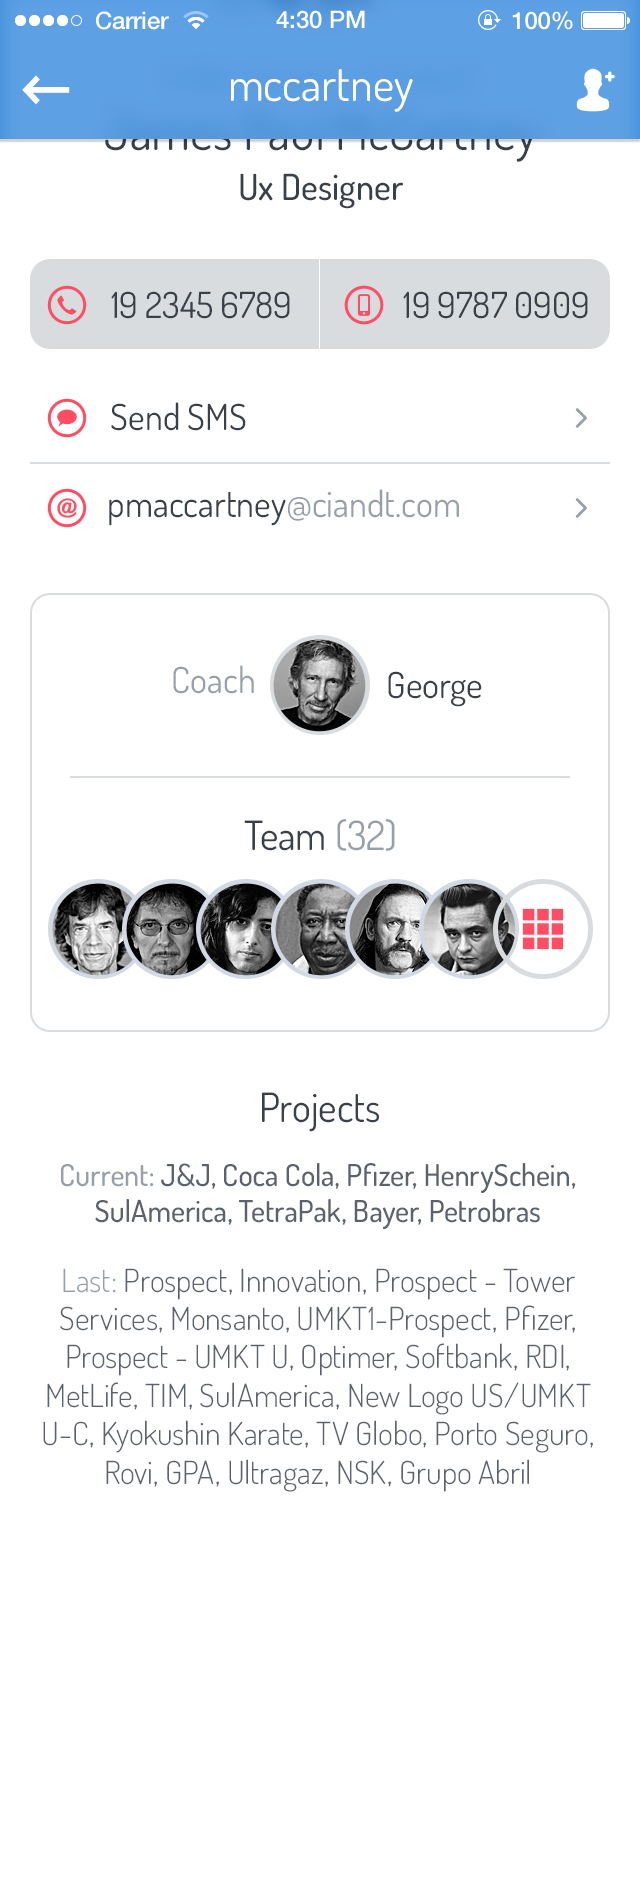 Carrier 4:30 PM 100%
mccartney
James Paul McCartney
Ux Designer
19 2345 6789 19 9787 0909
Send SMS
pmaccartney@ciandt.com
Coach George
Team (32)
Projects
Current: J&J, Coca Cola, Pfizer, HenrySchein,
SulAmerica, TetraPak, Bayer, Petrobras
Last: Prospect, Innovation, Prospect - Tower
Services, Monsanto, UMKT1-Prospect, Pfizer,
Prospect - UMKT U, Optimer, Softbank, RDI,
MetLife, TIM, SulAmerica, New Logo US/UMKT
U-C, Kyokushin Karate, TV Globo, Porto Seguro,
Rovi, GPA, Ultragaz, NSK, Grupo Abril